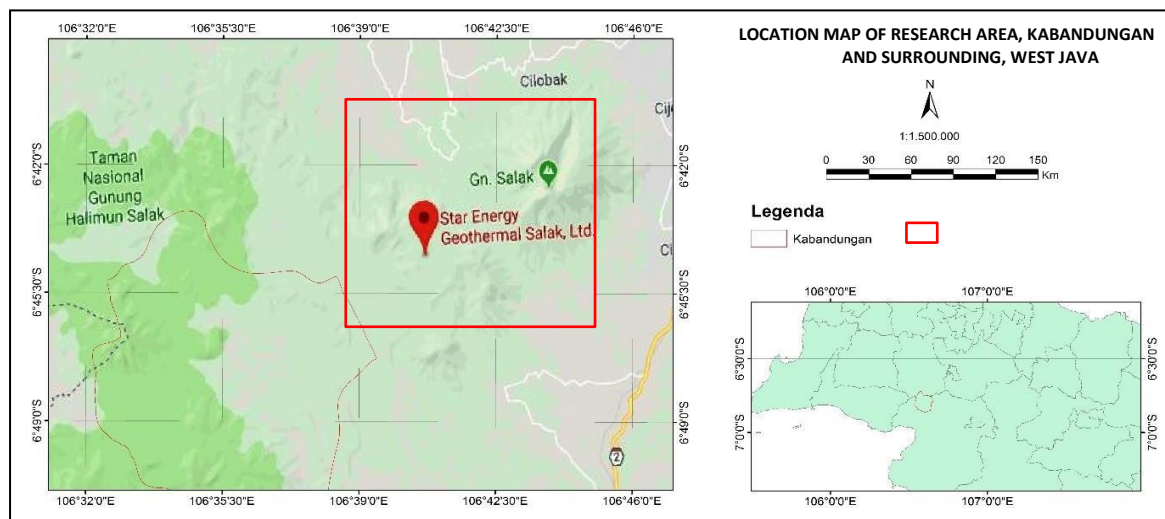 106°32'0"E 106°35'30"E 106°39'0"E 106°42'30"E 106°46'0"E
Cilobak
Cije
6°42'0"S
6°42'0"S
Taman
Nasional
Gunung
Halimun Salak
Gn. Salak
Star Energy
Geothermal Salak, Ltd.
Ci
6°45'30"S
6°45'30"S
6°49'0"S
6°49'0"S
2
106°32'0"E 106°35'30"E 106°39'0"E 106°42'30"E 106°46'0"E
LOCATION MAP OF RESEARCH AREA, KABANDUNGAN
AND SURROUNDING, WEST JAVA
N
1:1.500.000
0 30 60 90 120 150
Km
Legenda
Kabandungan
106°0'0"E 107°0'0"E
6°30'0"S
6°30'0"S
7°0'0"S
7°0'0"S
106°0'0"E 107°0'0"E